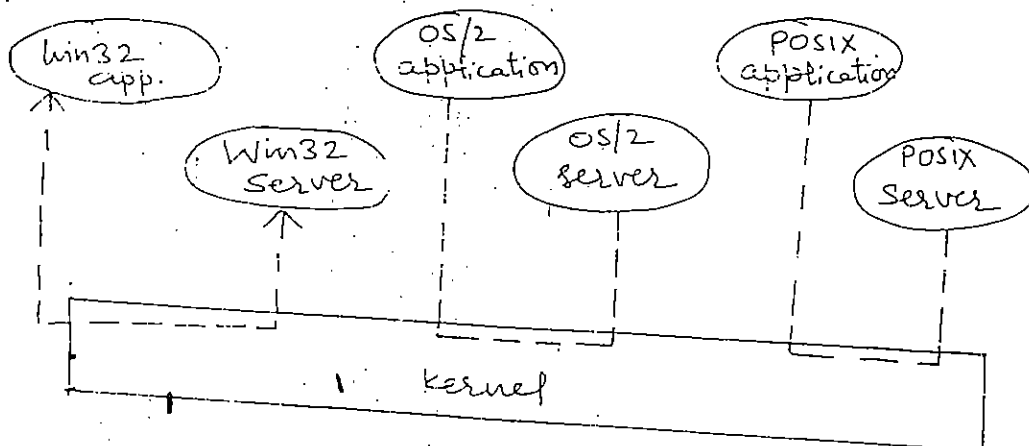 Win32
app.
OS/2
application
POSIX
application
Win32
Server
OS/2
server
POSIX
Server
Kernel